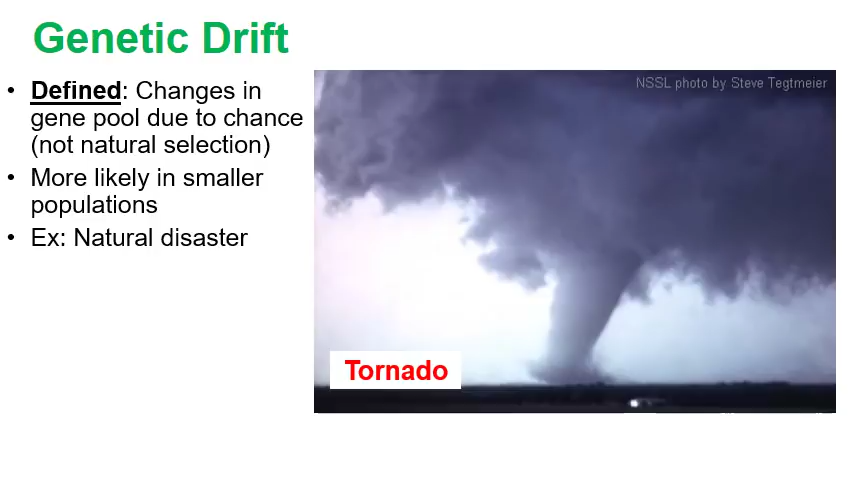 Genetic Drift
• Defined: Changes in
gene pool due to chance
(not natural selection)
• More likely in smaller
populations
• Ex: Natural disaster
NSSL photo by Steve Tegtmeier
Tornado